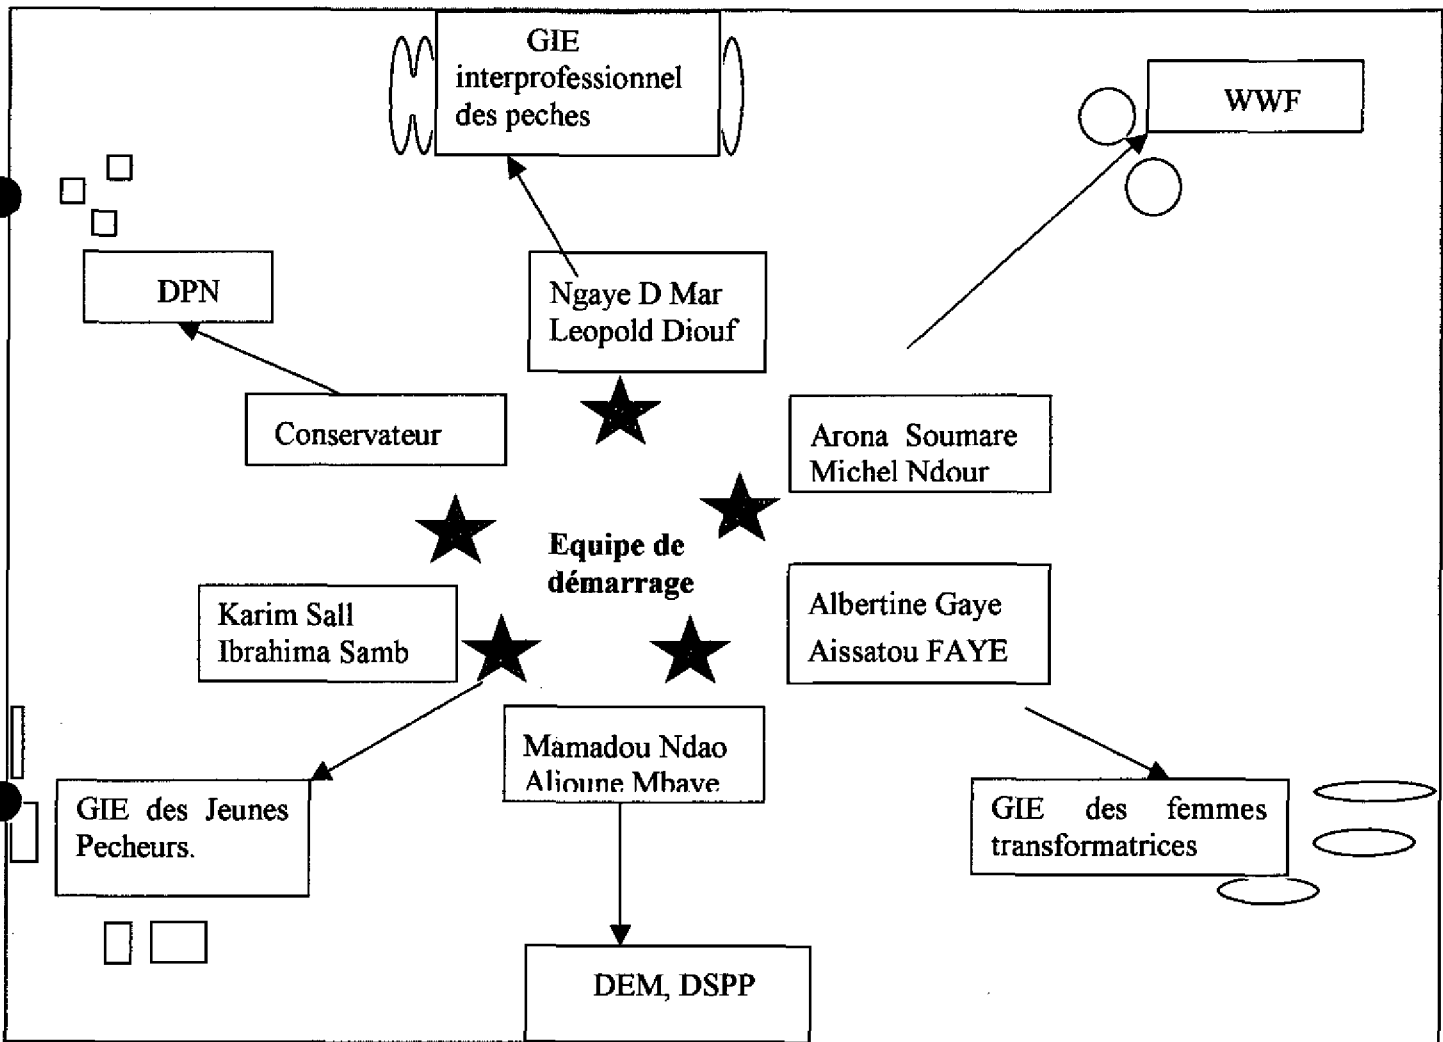 GIE
interprofessionnel
des peches
WWF
DPN
Ngaye D Mar
Leopold Diouf
Conservateur
Arona Soumare
Michel Ndour
Equipe de
démarrage
Karim Sall
Ibrahima Samb
Albertine Gaye
Aissatou FAYE
Mamadou Ndao
Alioune Mbaye
GIE des Jeunes
Pecheurs.
GIE des femmes
transformatrices
DEM, DSPP